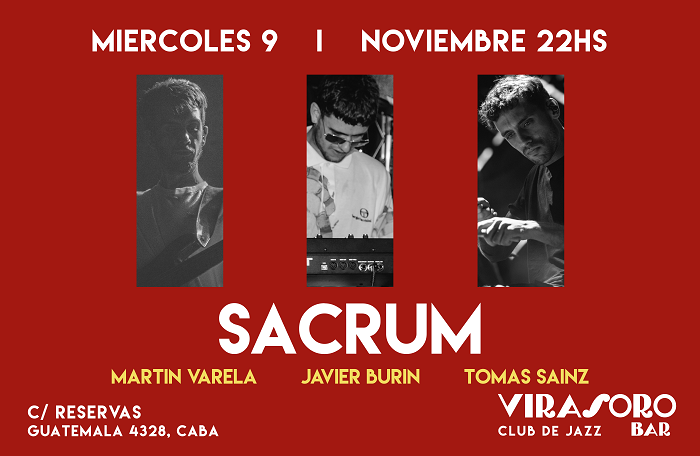 MIERCOLES 9 | NOVIEMBRE 22HS
SACRUM
MARTIN VARELA JAVIER BURIN TOMAS SAINZ
C/ RESERVAS
GUATEMALA 4328, CABA
VIRASORO
CLUB DE JAZZ BAR